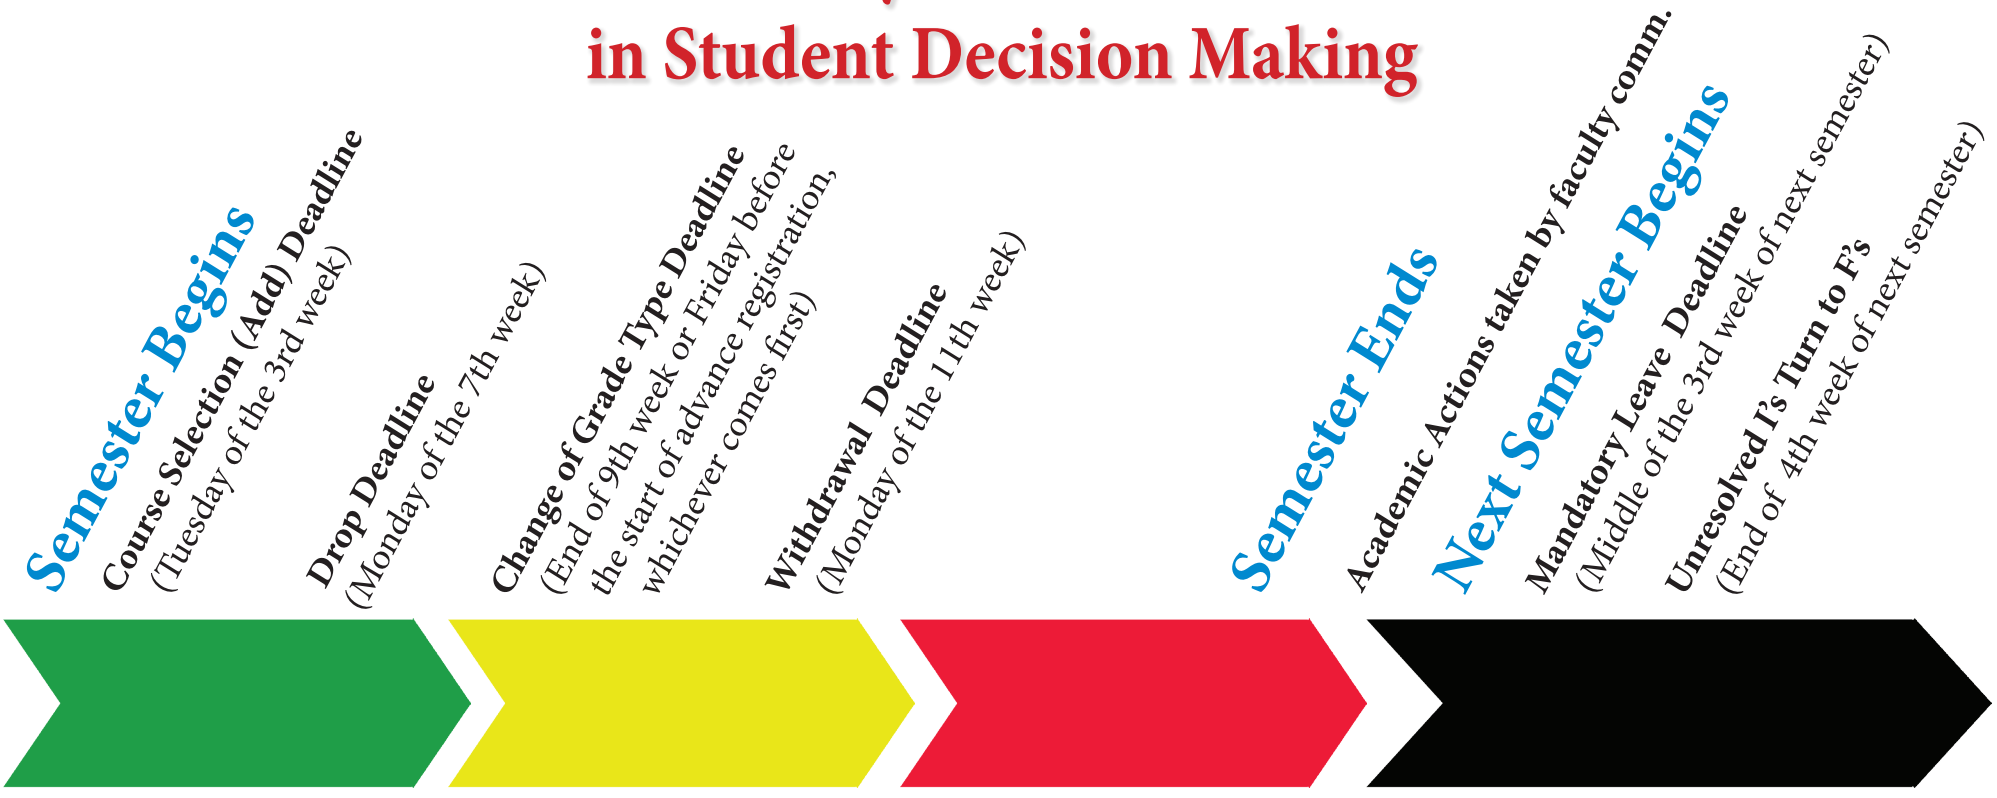 in Student Decision Making
Semester Begins
Course Selection (Add) Deadline
(Tuesday of the 3rd week)
Drop Deadline
(Monday of the 7th week)
Change of Grade Type Deadline
(End of 9th week or Friday before
the start of advance registration,
whichever comes first)
Withdrawal Deadline
(Monday of the 11th week)
Semester Ends
Academic Actions taken by faculty comm.
Next Semester Begins
Mandatory Leave Deadline
(Middle of the 3rd week of next semester)
Unresolved I's Turn to F's
(End of 4th week of next semester)